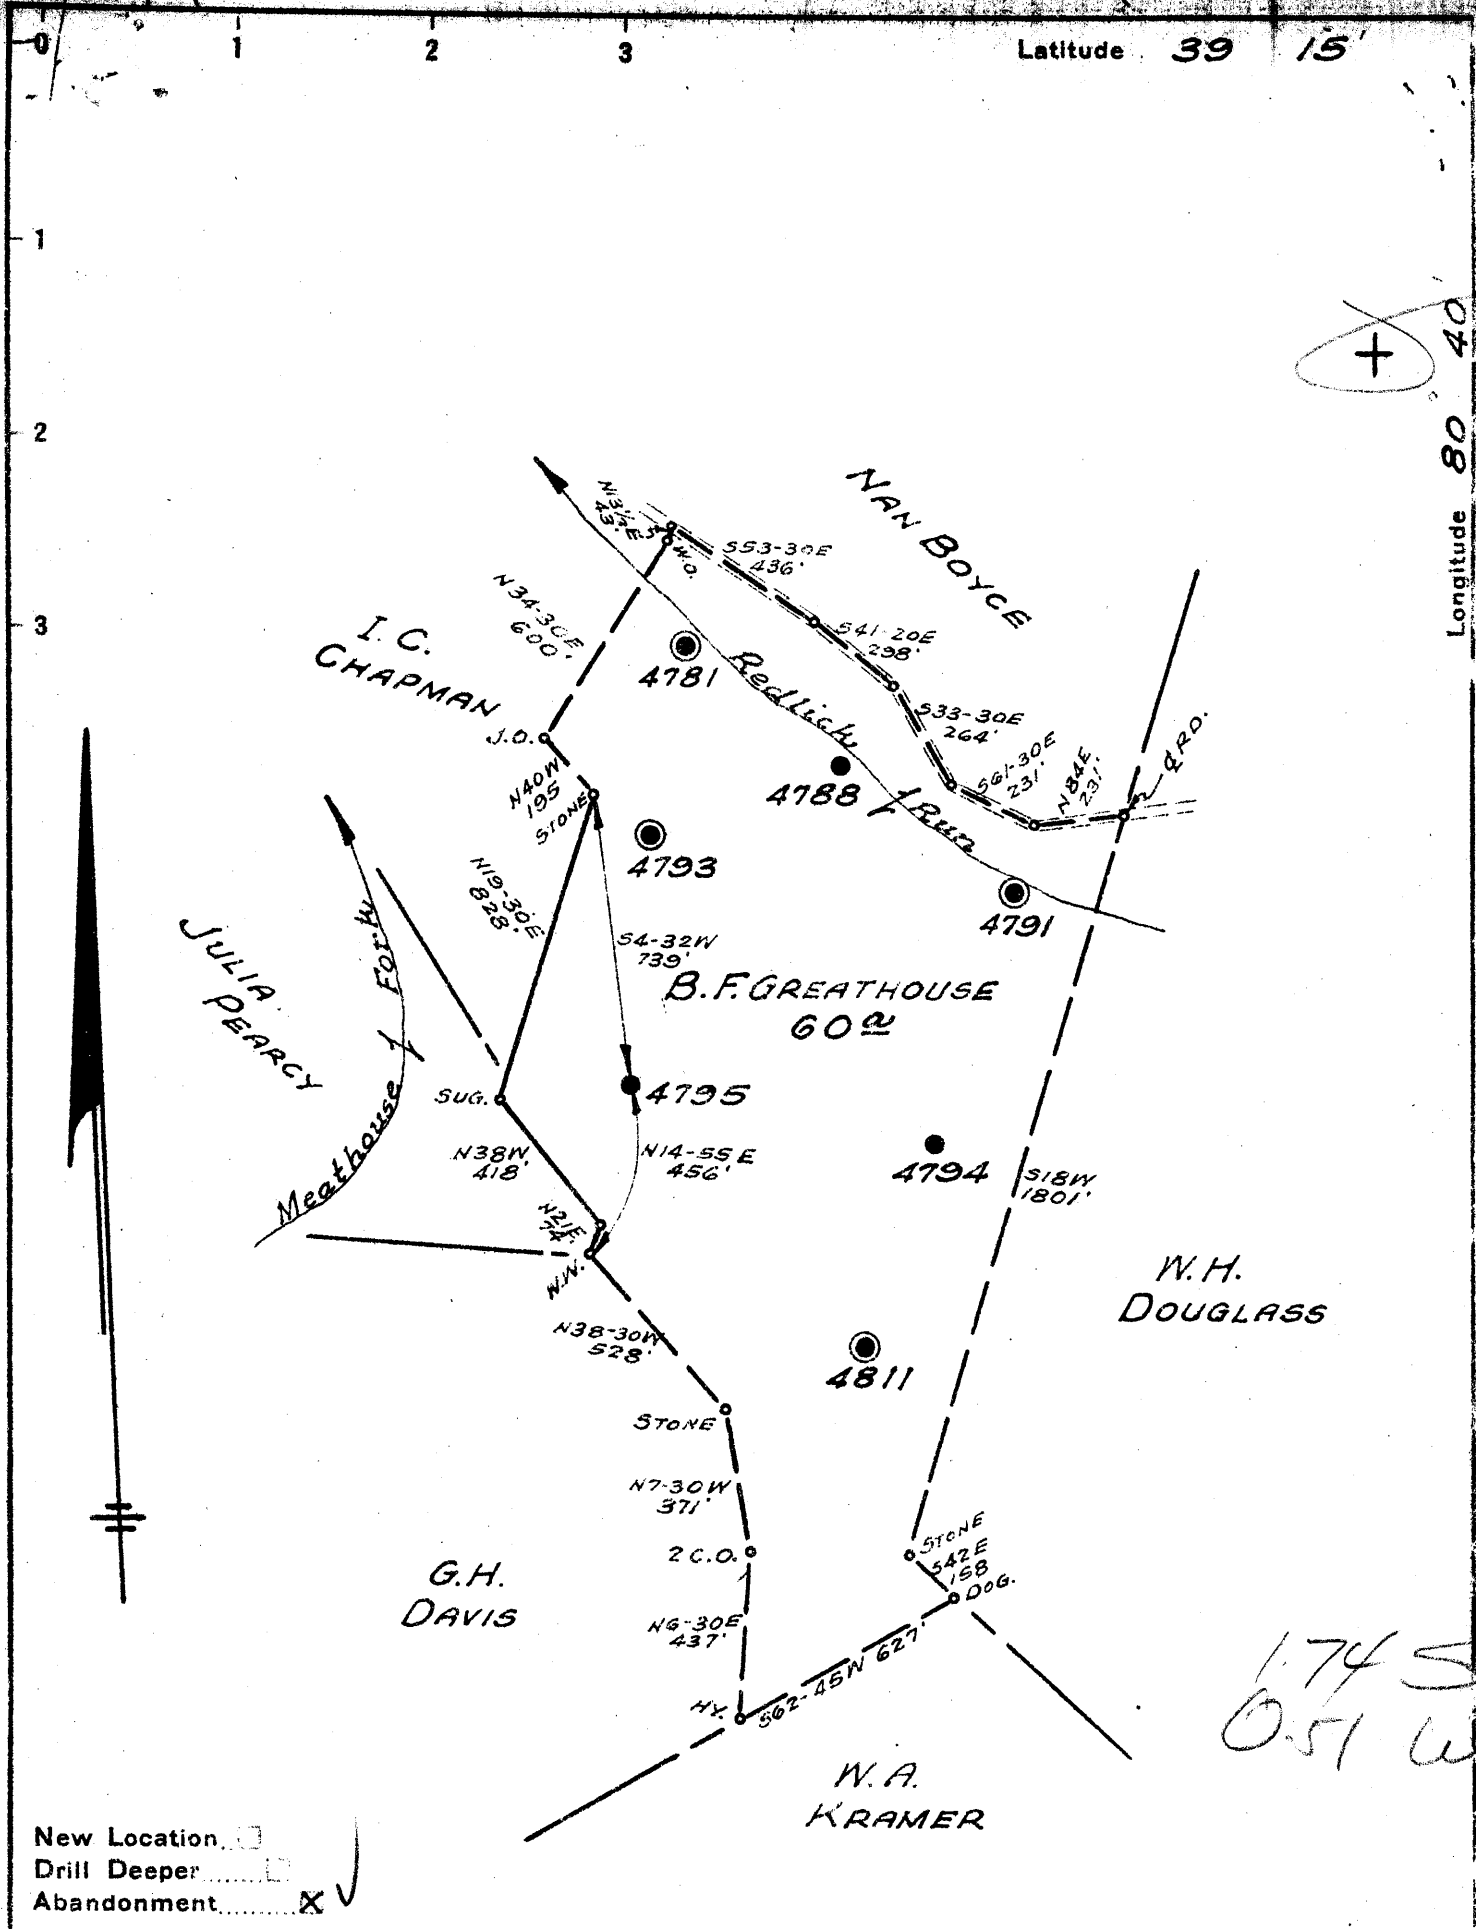 0 1 2 3 Latitude 39 15'
1
2
3
Longitude 80 40'
NAN BOYCE
S53-30E
436'
W.O.
N34-30E
600'
S41-20E
298'
I. C.
CHAPMAN
4781
Redlick
Run
S33-30E
264'
S61-30E
231'
N84E
231'
℄ RD.
J.O.
N40W
195
STONE
4788
4793
4791
N19-30E
828'
S4-32W
739'
B.F. GREATHOUSE
60 a
JULIA
PEARCY
Meathouse Fork
SUG.
4795
N38W
418'
N14-55E
456'
4794
S18W
1801'
N21E
74'
W.W.
W.H.
DOUGLASS
N38-30W
528'
4811
STONE
N7-30W
371'
2 C.O.
STONE
S42E
158
DOG.
G.H.
DAVIS
N6-30E
437'
S62-45W 627'
HY.
1.74 S
0.51 W
W.A.
KRAMER
New Location
Drill Deeper
Abandonment X